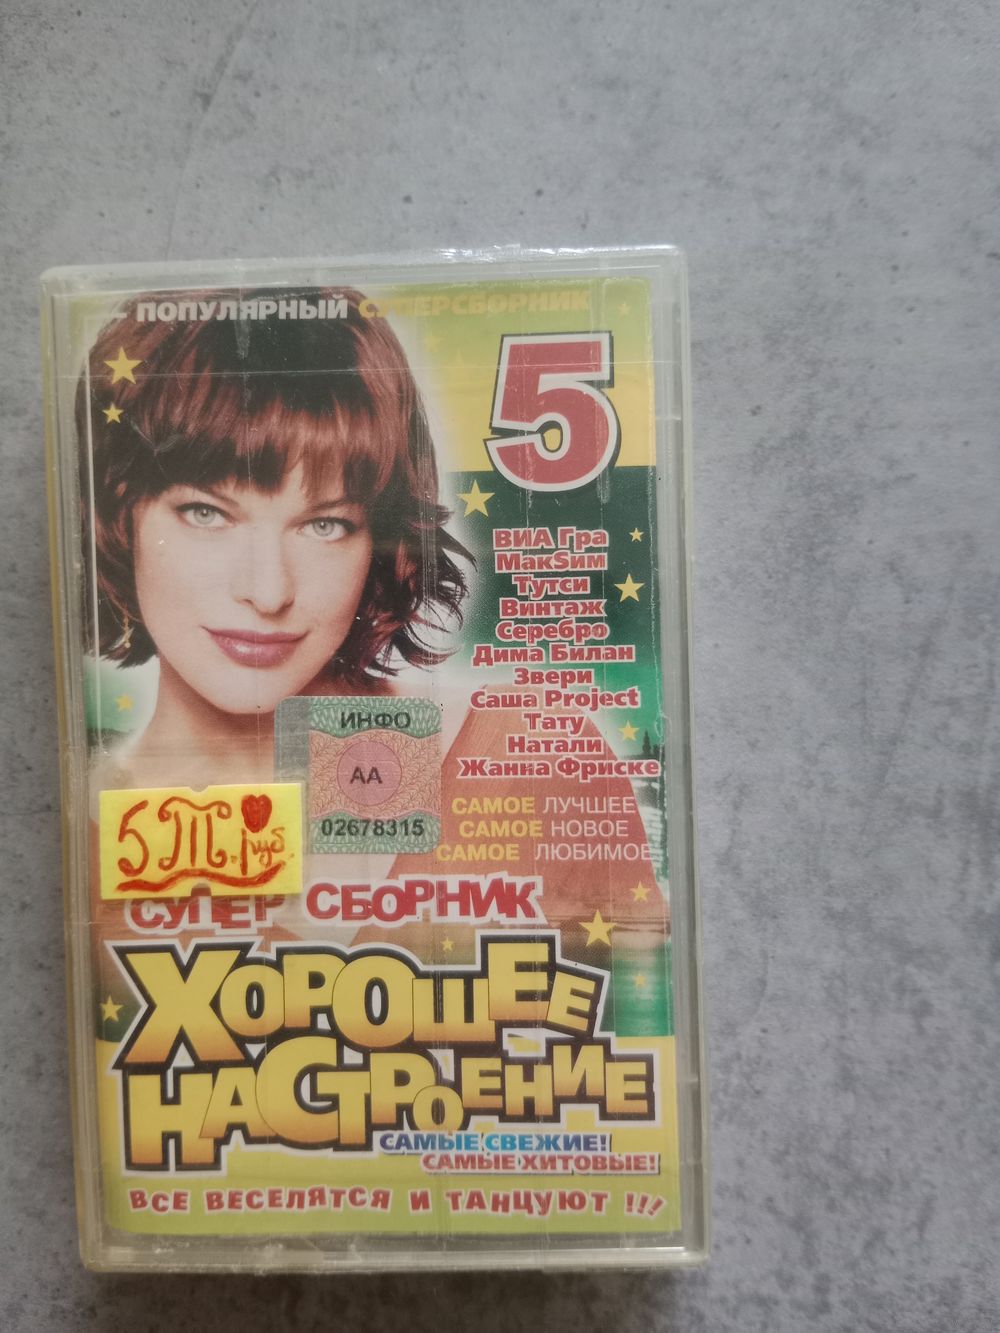 ПОПУЛЯРНЫЙ СУПЕРСБОРНИК
5
ВИА Гра
МакSим
Тутси
Винтаж
Серебро
Дима Билан
Звери
Саша Project
Тату
Натали
Жанна Фриске
ИНФО
АА
02678315
САМОЕ ЛУЧШЕЕ
САМОЕ НОВОЕ
САМОЕ ЛЮБИМОЕ
5 Т. руб.
СУПЕР СБОРНИК
ХОРОШЕЕ
НАСТРОЕНИЕ
САМЫЕ СВЕЖИЕ!
САМЫЕ ХИТОВЫЕ!
ВСЕ ВЕСЕЛЯТСЯ И ТАНЦУЮТ !!!